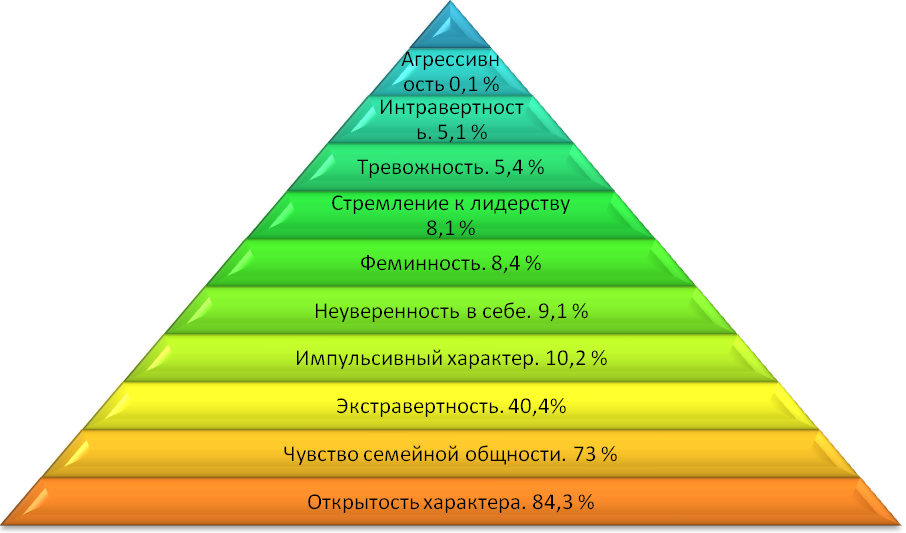 Агрессивн
ость 0,1 %
Интравертност
ь. 5,1 %
Тревожность. 5,4 %
Стремление к лидерству
8,1 %
Феминность. 8,4 %
Неуверенность в себе. 9,1 %
Импульсивный характер. 10,2 %
Экстравертность. 40,4%
Чувство семейной общности. 73 %
Открытость характера. 84,3 %